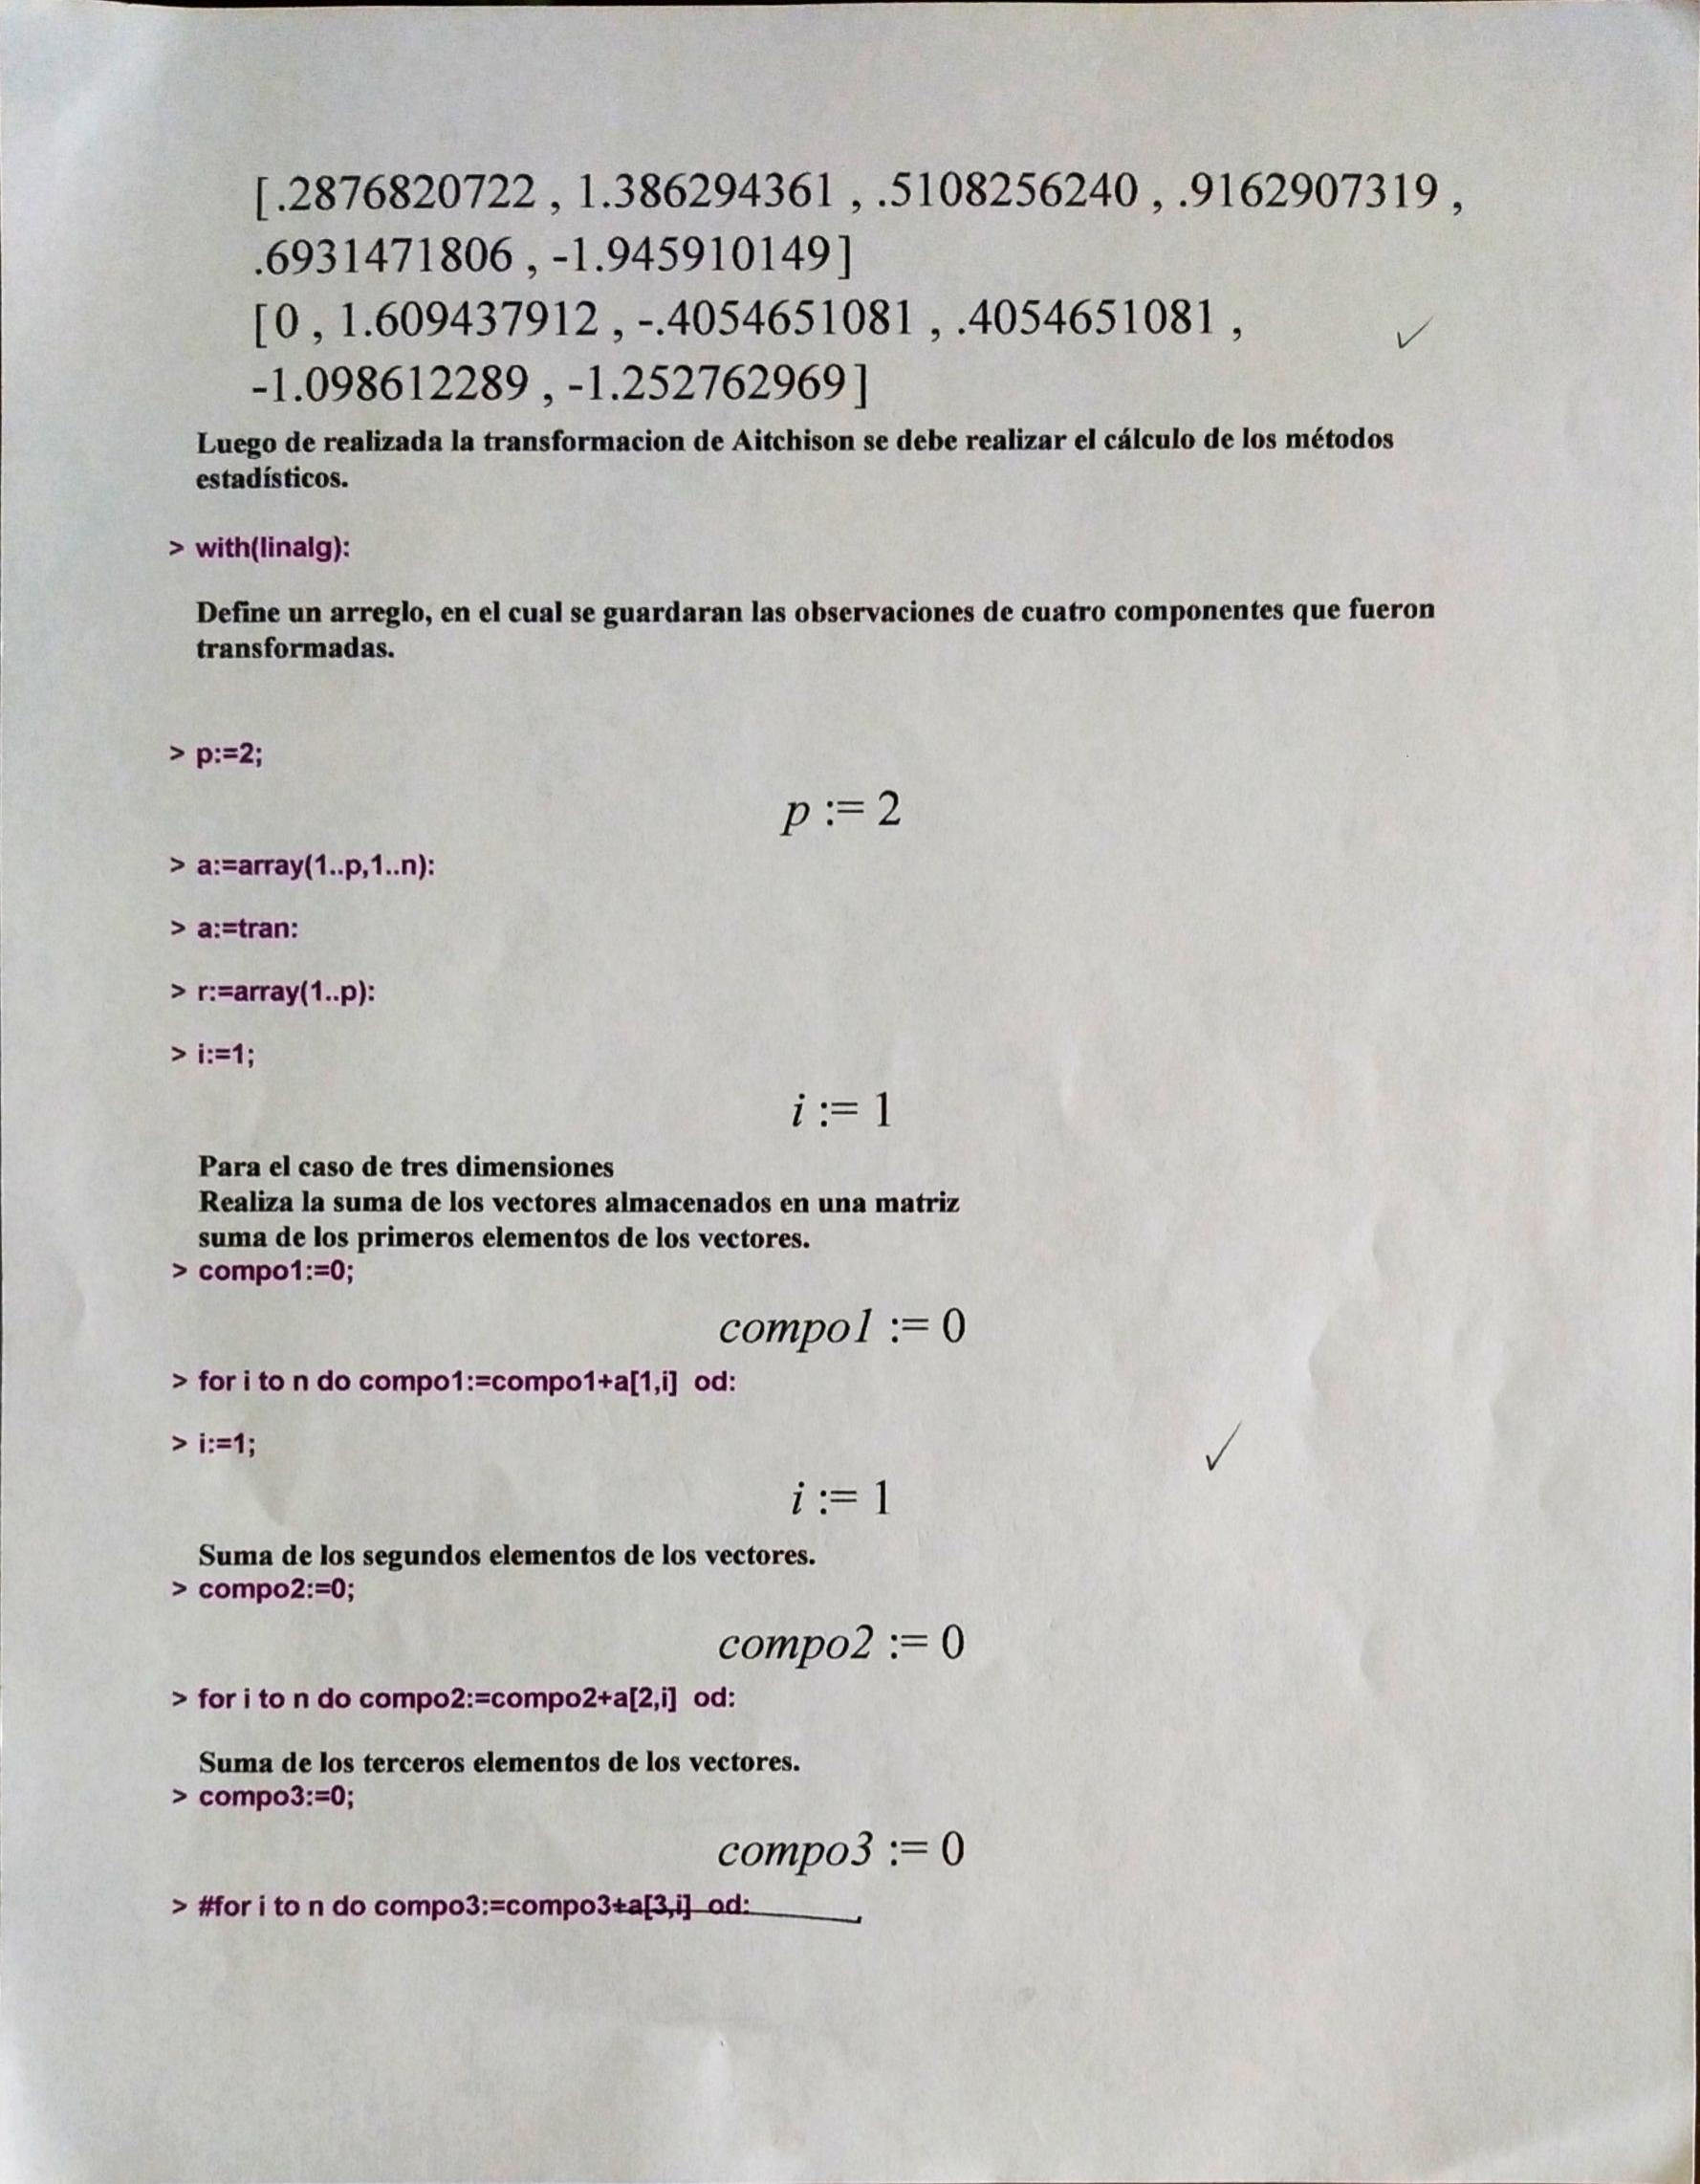 [.2876820722 , 1.386294361 , .5108256240 , .9162907319 ,
.6931471806 , -1.945910149]
[0 , 1.609437912 , -.4054651081 , .4054651081 ,
-1.098612289 , -1.252762969]
Luego de realizada la transformacion de Aitchison se debe realizar el cálculo de los métodos
estadísticos.
> with(linalg):
Define un arreglo, en el cual se guardaran las observaciones de cuatro componentes que fueron
transformadas.
> p:=2;
p := 2
> a:=array(1..p,1..n):
> a:=tran:
> r:=array(1..p):
> i:=1;
i := 1
Para el caso de tres dimensiones
Realiza la suma de los vectores almacenados en una matriz
suma de los primeros elementos de los vectores.
> compo1:=0;
compo1 := 0
> for i to n do compo1:=compo1+a[1,i] od:
> i:=1;
i := 1
Suma de los segundos elementos de los vectores.
> compo2:=0;
compo2 := 0
> for i to n do compo2:=compo2+a[2,i] od:
Suma de los terceros elementos de los vectores.
> compo3:=0;
compo3 := 0
> #for i to n do compo3:=compo3+a[3,i] od: